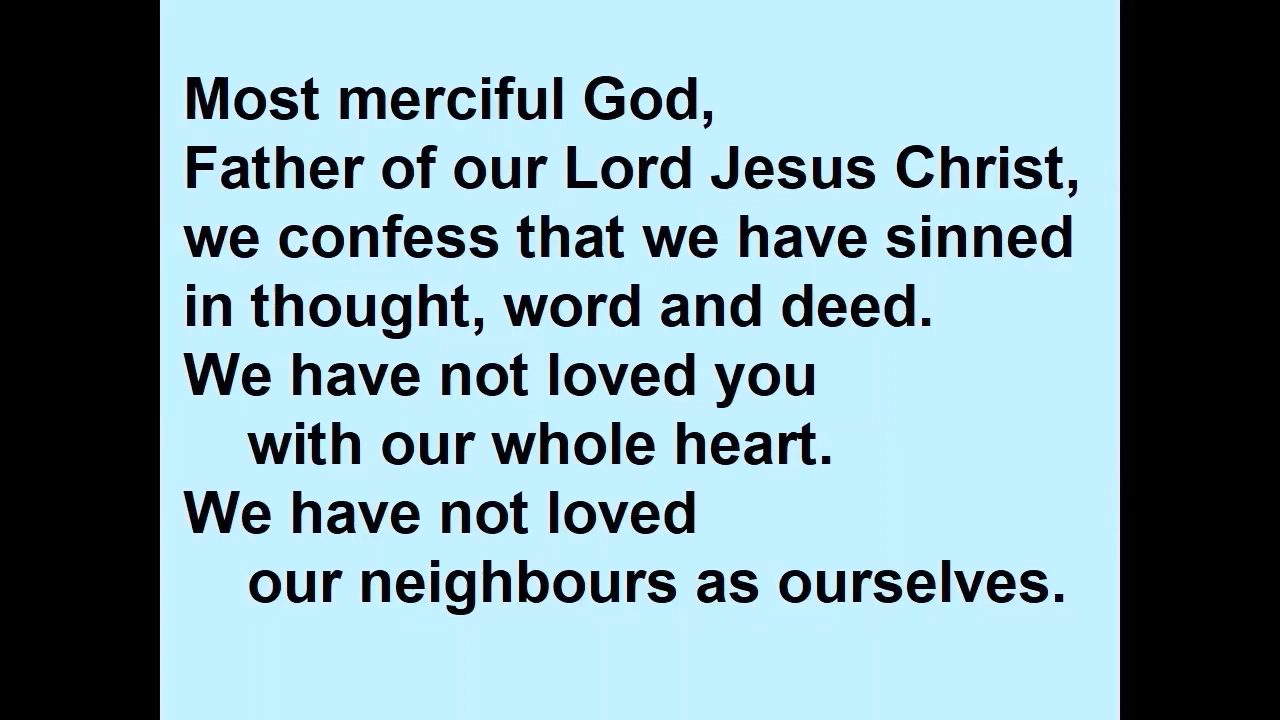 Most merciful God,
Father of our Lord Jesus Christ,
we confess that we have sinned
in thought, word and deed.
We have not loved you
with our whole heart.
We have not loved
our neighbours as ourselves.